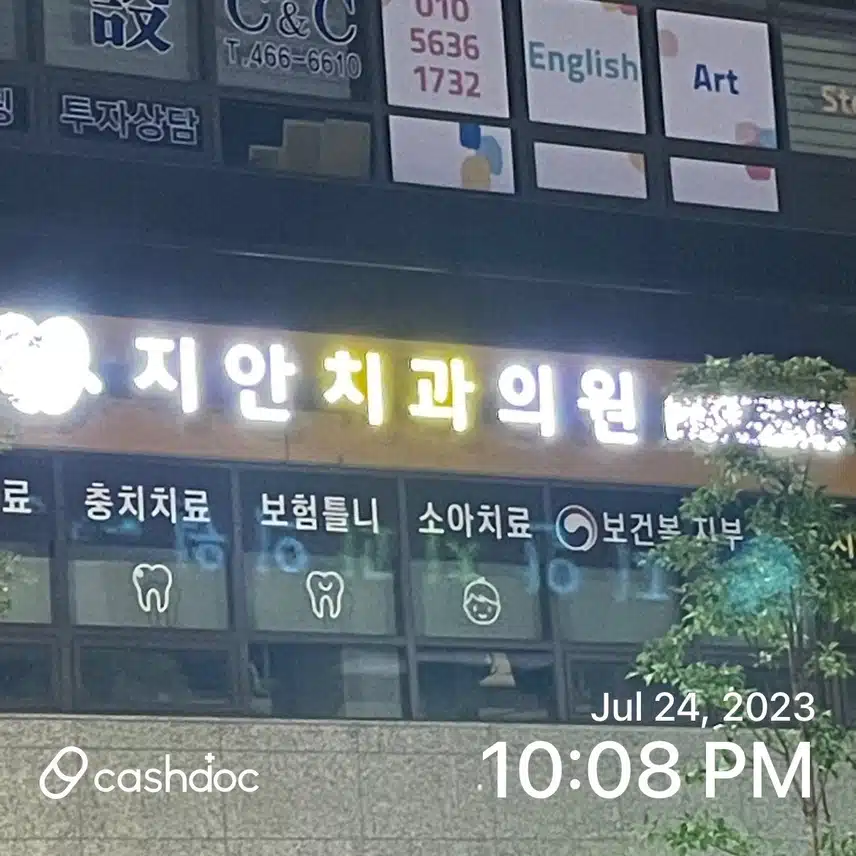 設
C&C
T.466-6610
투자상담
010
5636
1732
English
Art
지안치과의원
료
충치치료
보험틀니
소아치료
보건복지부
Jul 24, 2023
10:08 PM
cashdoc